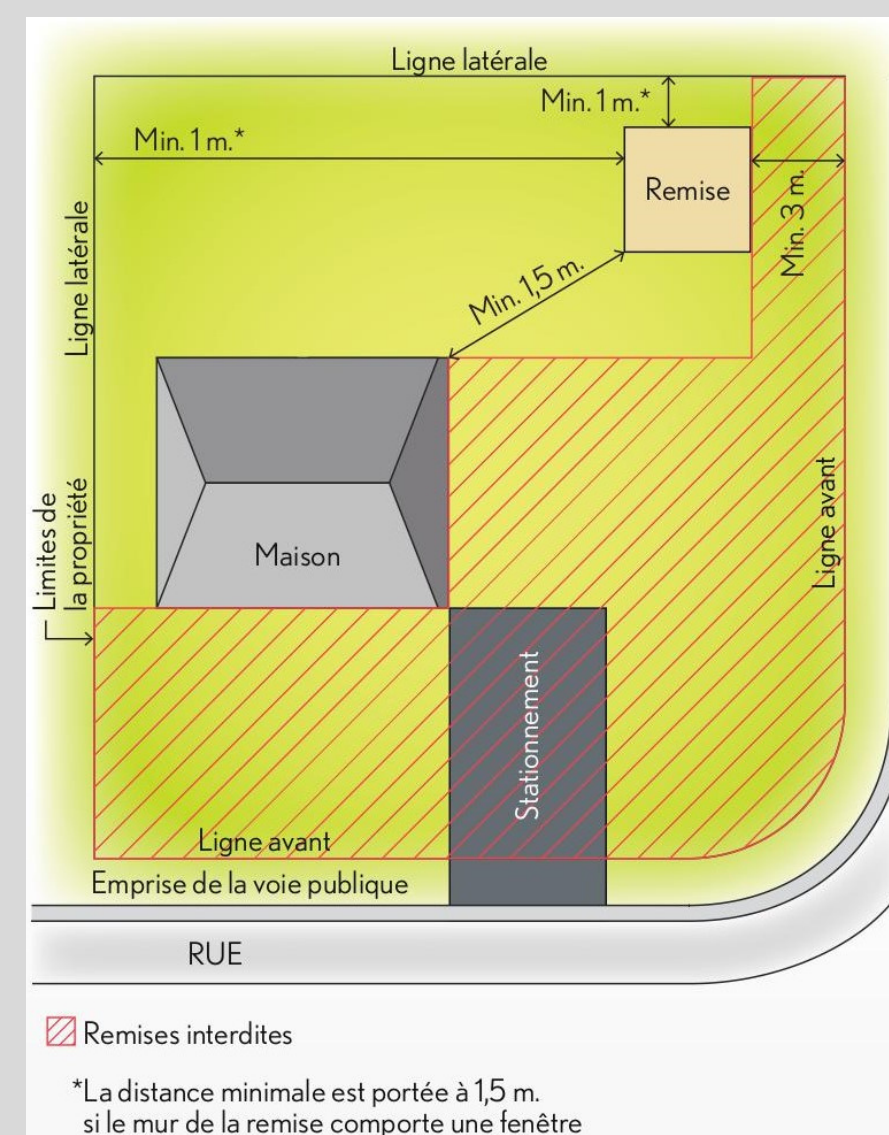 Ligne latérale
Min. 1 m.*
Min. 1 m.*
Remise
Min. 3 m.
Ligne latérale
Min. 1,5 m.
Limites de
la propriété
Maison
Ligne avant
Stationnement
Ligne avant
Emprise de la voie publique
RUE
Remises interdites
*La distance minimale est portée à 1,5 m.
si le mur de la remise comporte une fenêtre